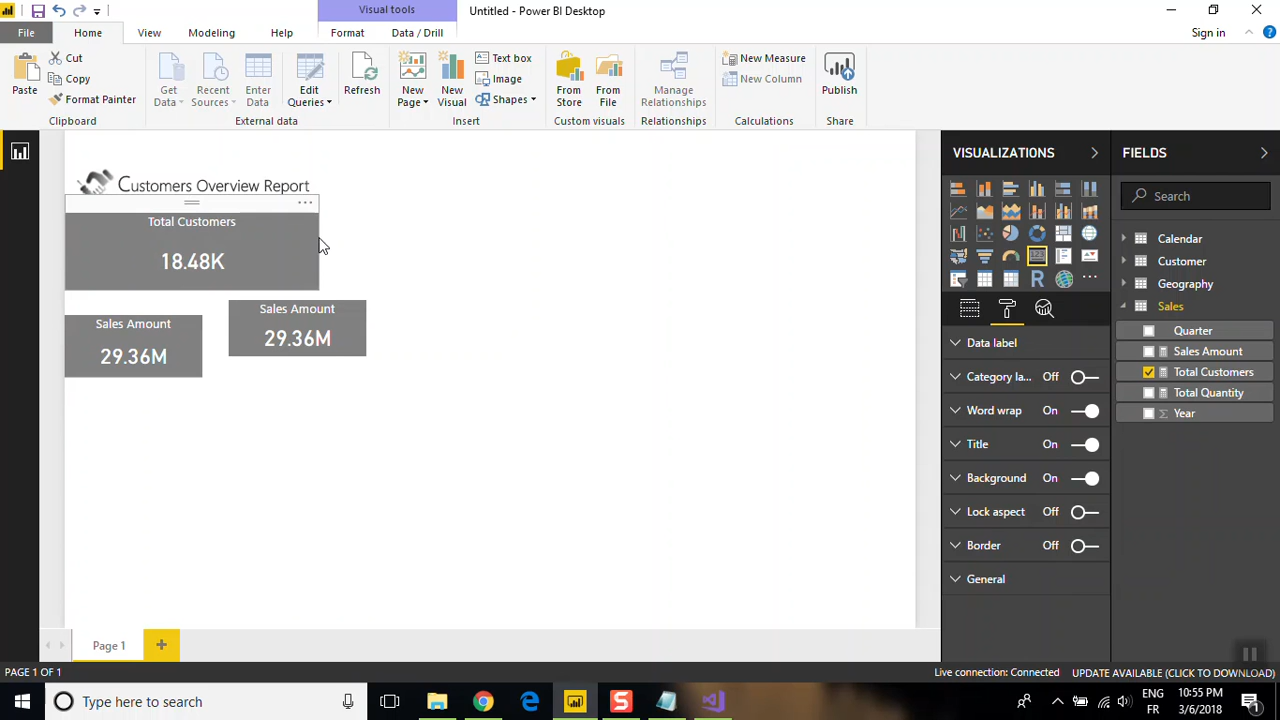 Visual tools
Untitled - Power BI Desktop
File
Home
View
Modeling
Help
Format
Data / Drill
Sign in
Paste
Cut
Copy
Format Painter
Clipboard
Get Data
Recent Sources
Enter Data
Edit Queries
Refresh
External data
New Page
New Visual
Text box
Image
Shapes
Insert
From Store
From File
Custom visuals
Manage Relationships
Relationships
New Measure
New Column
Calculations
Publish
Share
Customers Overview Report
Total Customers
18.48K
Sales Amount
29.36M
Sales Amount
29.36M
VISUALIZATIONS
R
Data label
Category la... Off
Word wrap On
Title On
Background On
Lock aspect Off
Border Off
General
FIELDS
Search
Calendar
Customer
Geography
Sales
Quarter
Sales Amount
Total Customers
Total Quantity
Σ Year
Page 1
PAGE 1 OF 1
Live connection: Connected
UPDATE AVAILABLE (CLICK TO DOWNLOAD)
Type here to search
ENG
FR
10:55 PM
3/6/2018